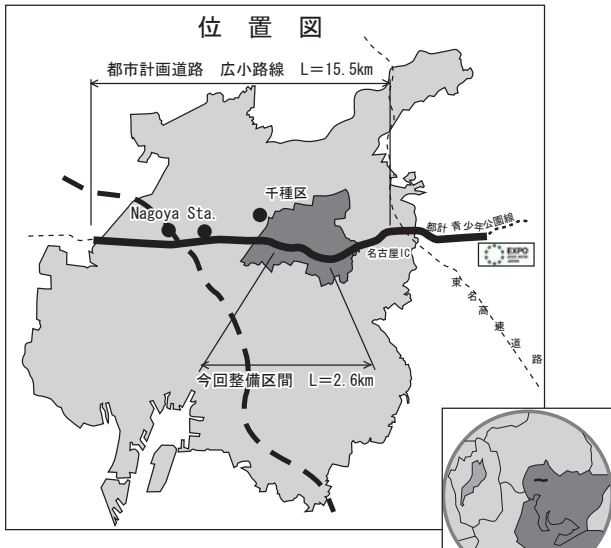 位置図
都市計画道路 広小路線 L=15.5km
千種区
Nagoya Sta.
都計 青少年公園線
名古屋IC
EXPO
東名高速道路
今回整備区間 L=2.6km